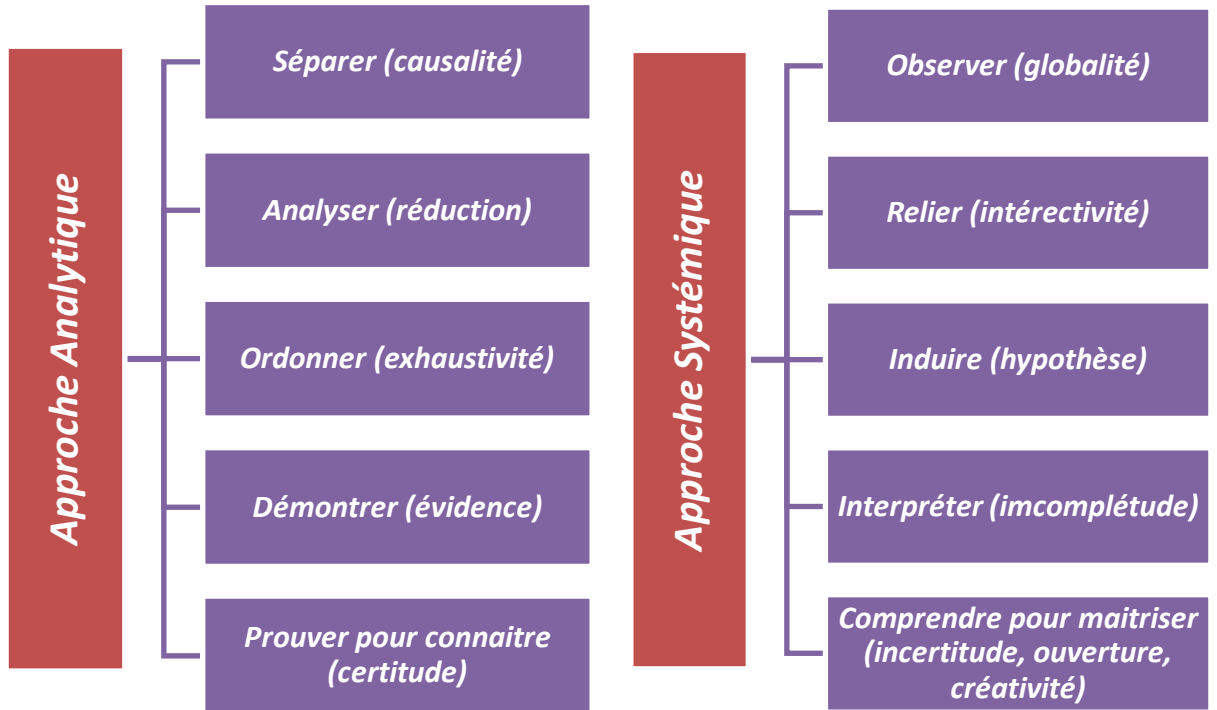 Approche Analytique
Séparer (causalité)
Analyser (réduction)
Ordonner (exhaustivité)
Démontrer (évidence)
Prouver pour connaitre
(certitude)
Approche Systémique
Observer (globalité)
Relier (intérectivité)
Induire (hypothèse)
Interpréter (imcomplétude)
Comprendre pour maitriser
(incertitude, ouverture,
créativité)